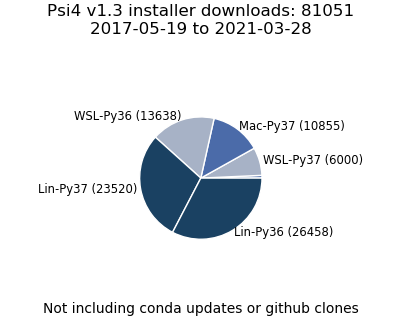 Psi4 v1.3 installer downloads: 81051
2017-05-19 to 2021-03-28
WSL-Py36 (13638)
Mac-Py37 (10855)
WSL-Py37 (6000)
Lin-Py37 (23520)
Lin-Py36 (26458)
Not including conda updates or github clones